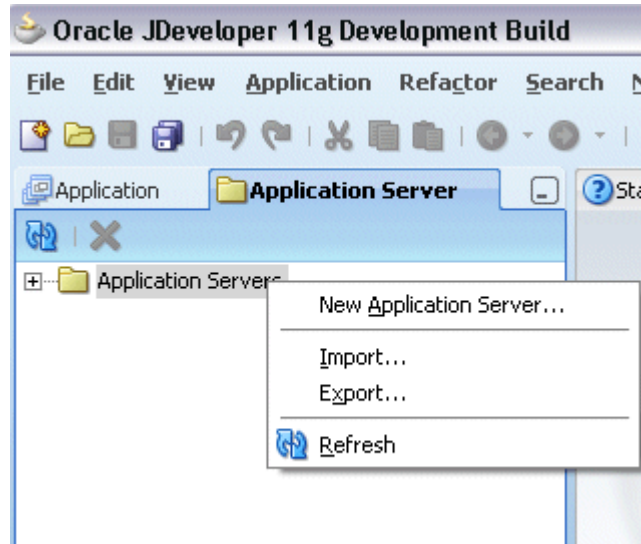 Oracle JDeveloper 11g Development Build
File Edit View Application Refactor Search
Application Application Server
Application Servers
New Application Server...
Import...
Export...
Refresh